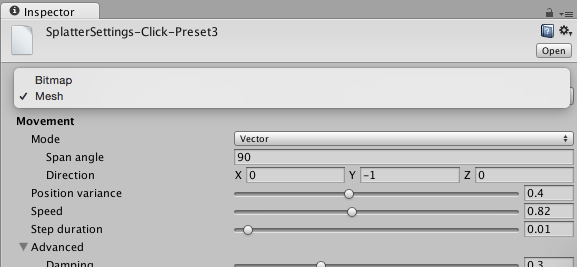 Inspector
SplatterSettings-Click-Preset3
Open
Bitmap
✓ Mesh
Movement
Mode Vector
Span angle 90
Direction X 0 Y -1 Z 0
Position variance 0.4
Speed 0.82
Step duration 0.01
Advanced
Damping 0.3